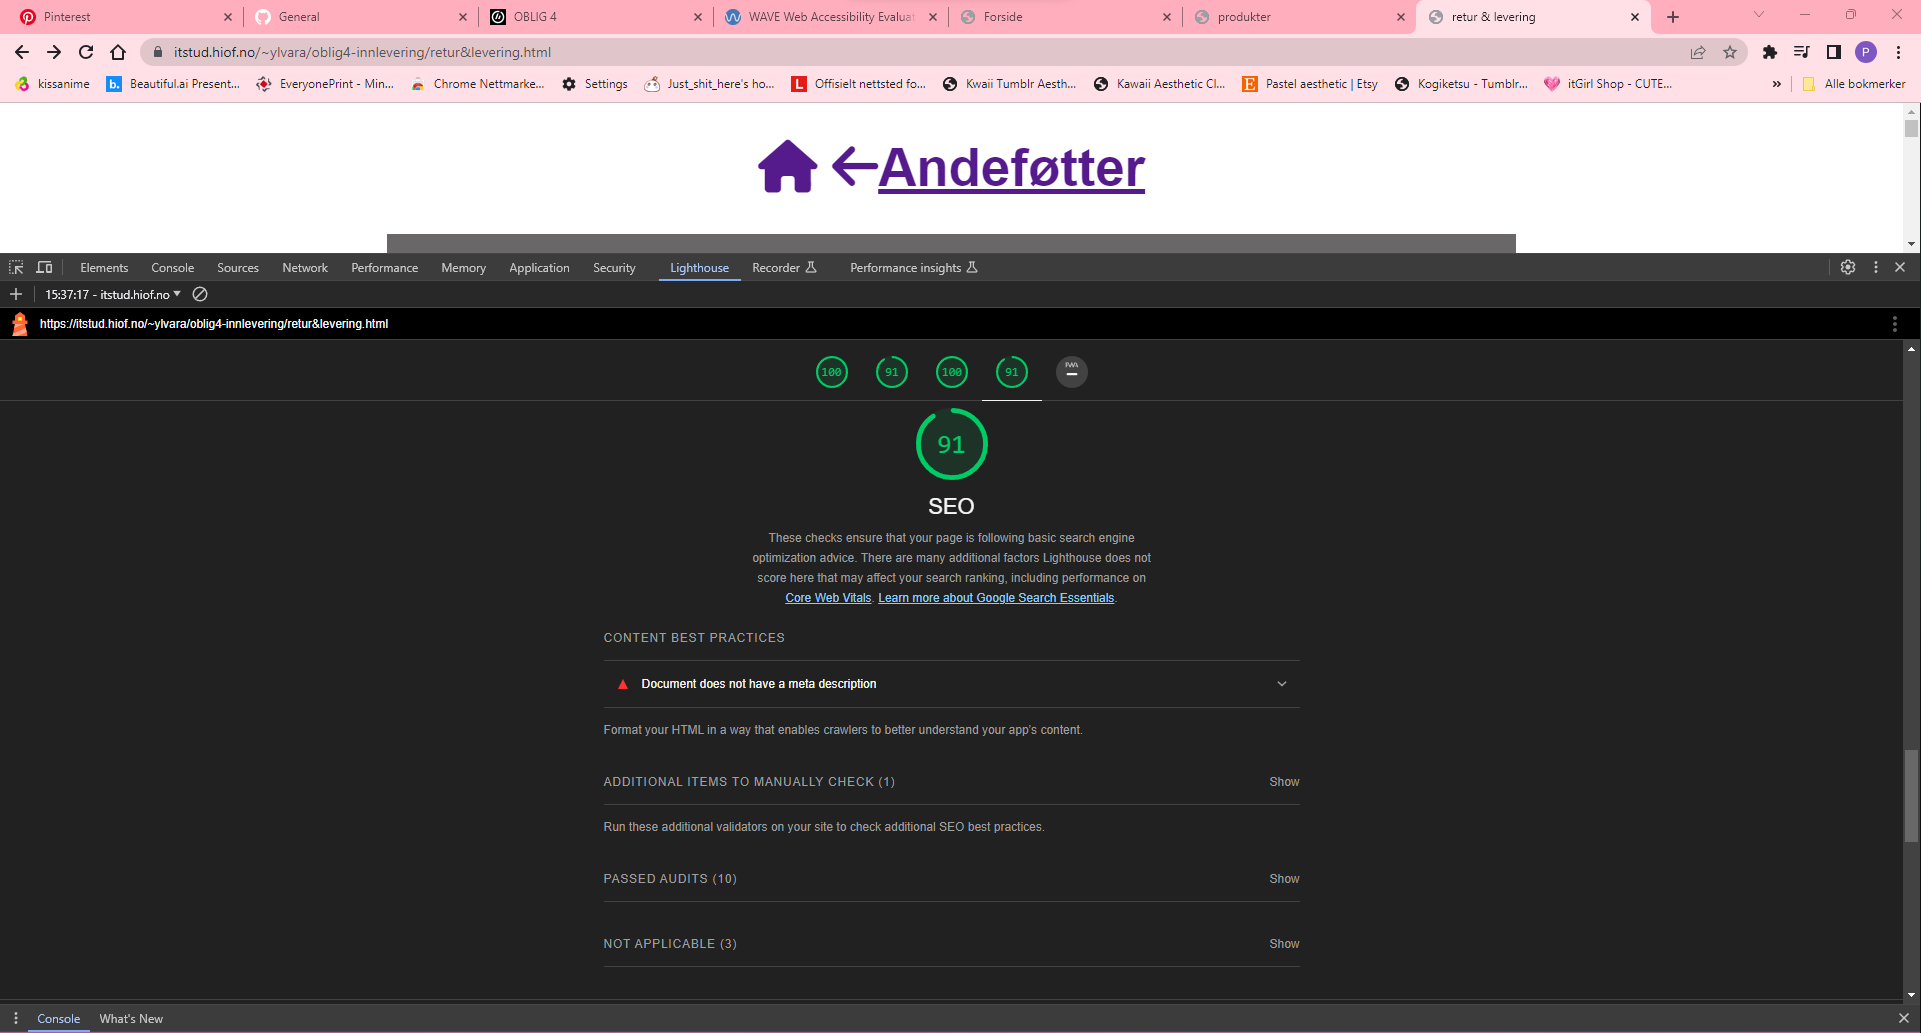 Pinterest
General
OBLIG 4
WAVE Web Accessibility Evaluat
Forside
produkter
retur & levering
itstud.hiof.no/~ylvara/oblig4-innlevering/retur&levering.html
P
kissanime
b.
Beautiful.ai Present...
EveryonePrint - Min...
Chrome Nettmarke...
Settings
Just_shit_here's ho...
L
Offisielt nettsted fo...
Kwaii Tumblr Aesth...
Kawaii Aesthetic Cl...
E
Pastel aesthetic | Etsy
Kogiketsu - Tumblr...
itGirl Shop - CUTE...
»
Alle bokmerker
Andeføtter
Elements
Console
Sources
Network
Performance
Memory
Application
Security
Lighthouse
Recorder
Performance insights
15:37:17 - itstud.hiof.no
https://itstud.hiof.no/~ylvara/oblig4-innlevering/retur&levering.html
100
91
100
91
PWA
91
SEO
These checks ensure that your page is following basic search engine
optimization advice. There are many additional factors Lighthouse does not
score here that may affect your search ranking, including performance on
Core Web Vitals. Learn more about Google Search Essentials.
CONTENT BEST PRACTICES
Document does not have a meta description
Format your HTML in a way that enables crawlers to better understand your app's content.
ADDITIONAL ITEMS TO MANUALLY CHECK (1)
Show
Run these additional validators on your site to check additional SEO best practices.
PASSED AUDITS (10)
Show
NOT APPLICABLE (3)
Show
Console
What's New